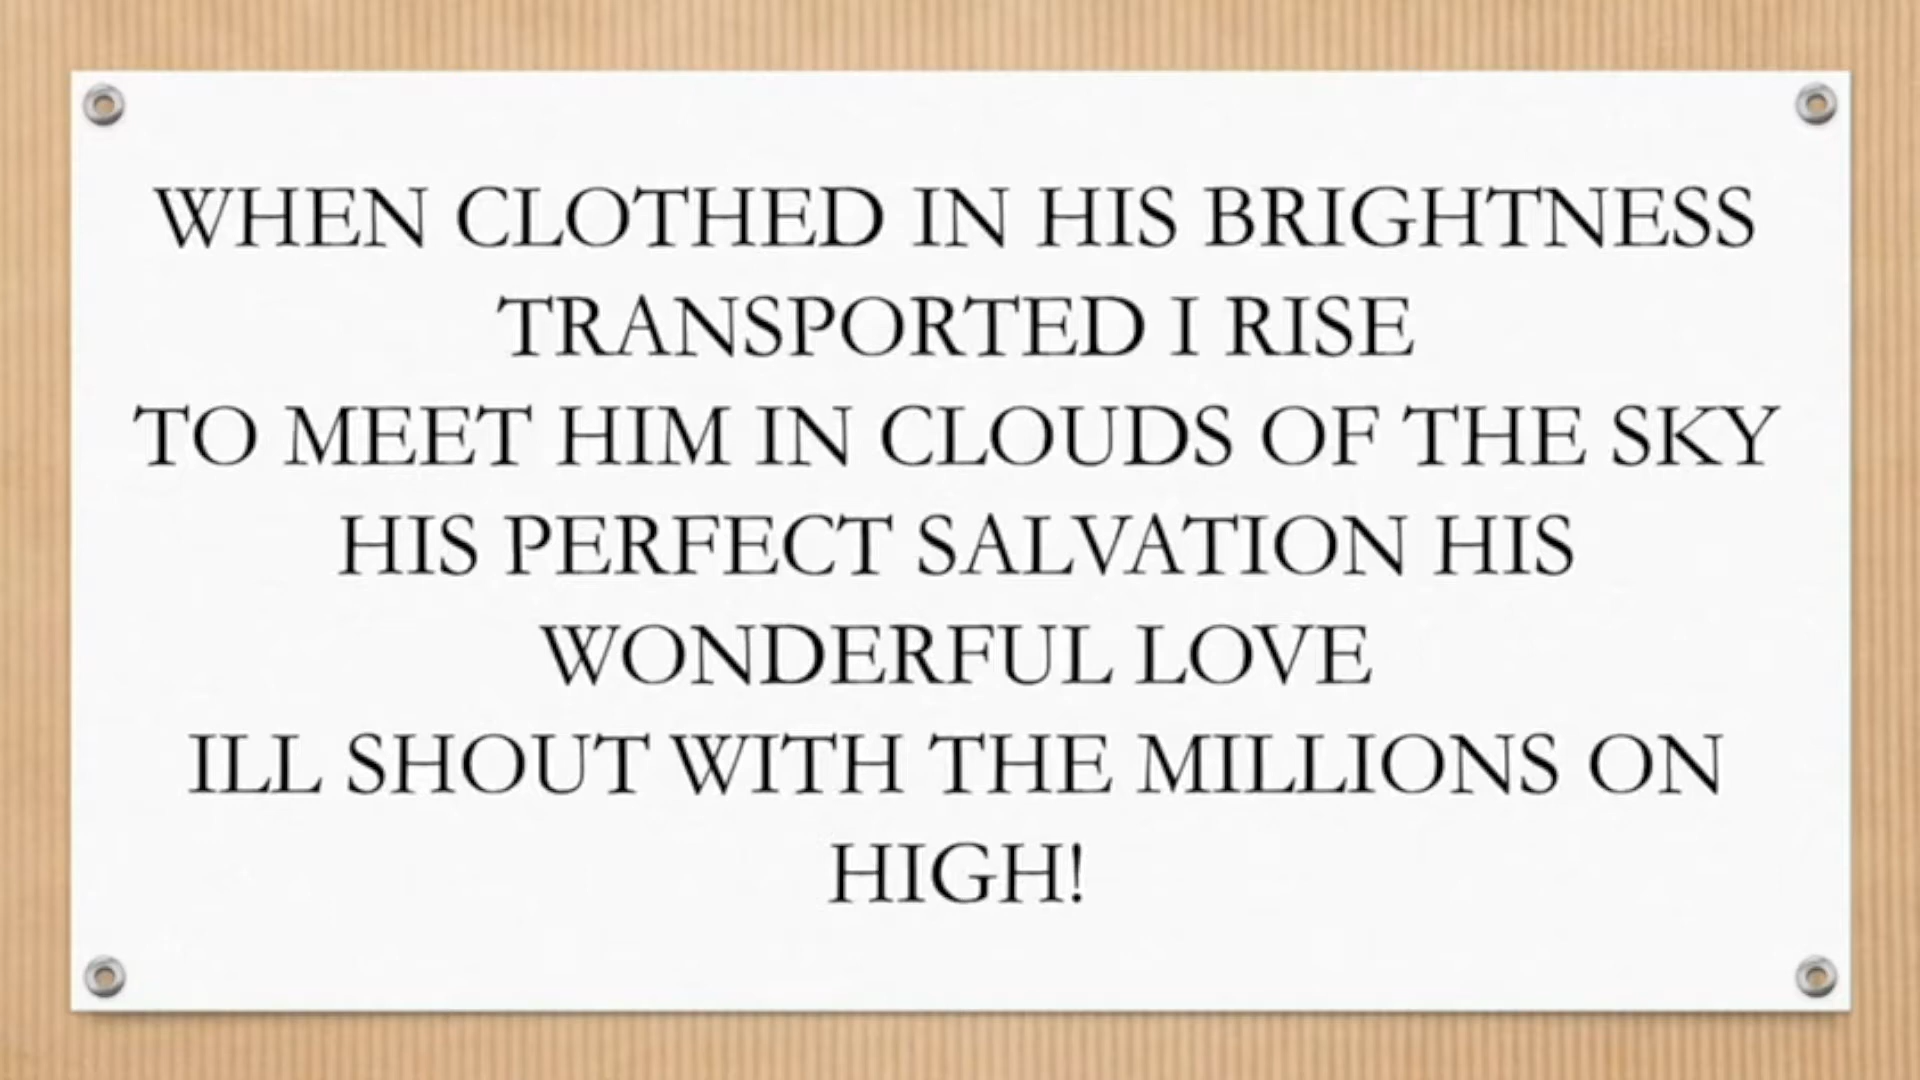 WHEN CLOTHED IN HIS BRIGHTNESS
TRANSPORTED I RISE
TO MEET HIM IN CLOUDS OF THE SKY
HIS PERFECT SALVATION HIS
WONDERFUL LOVE
ILL SHOUT WITH THE MILLIONS ON
HIGH!